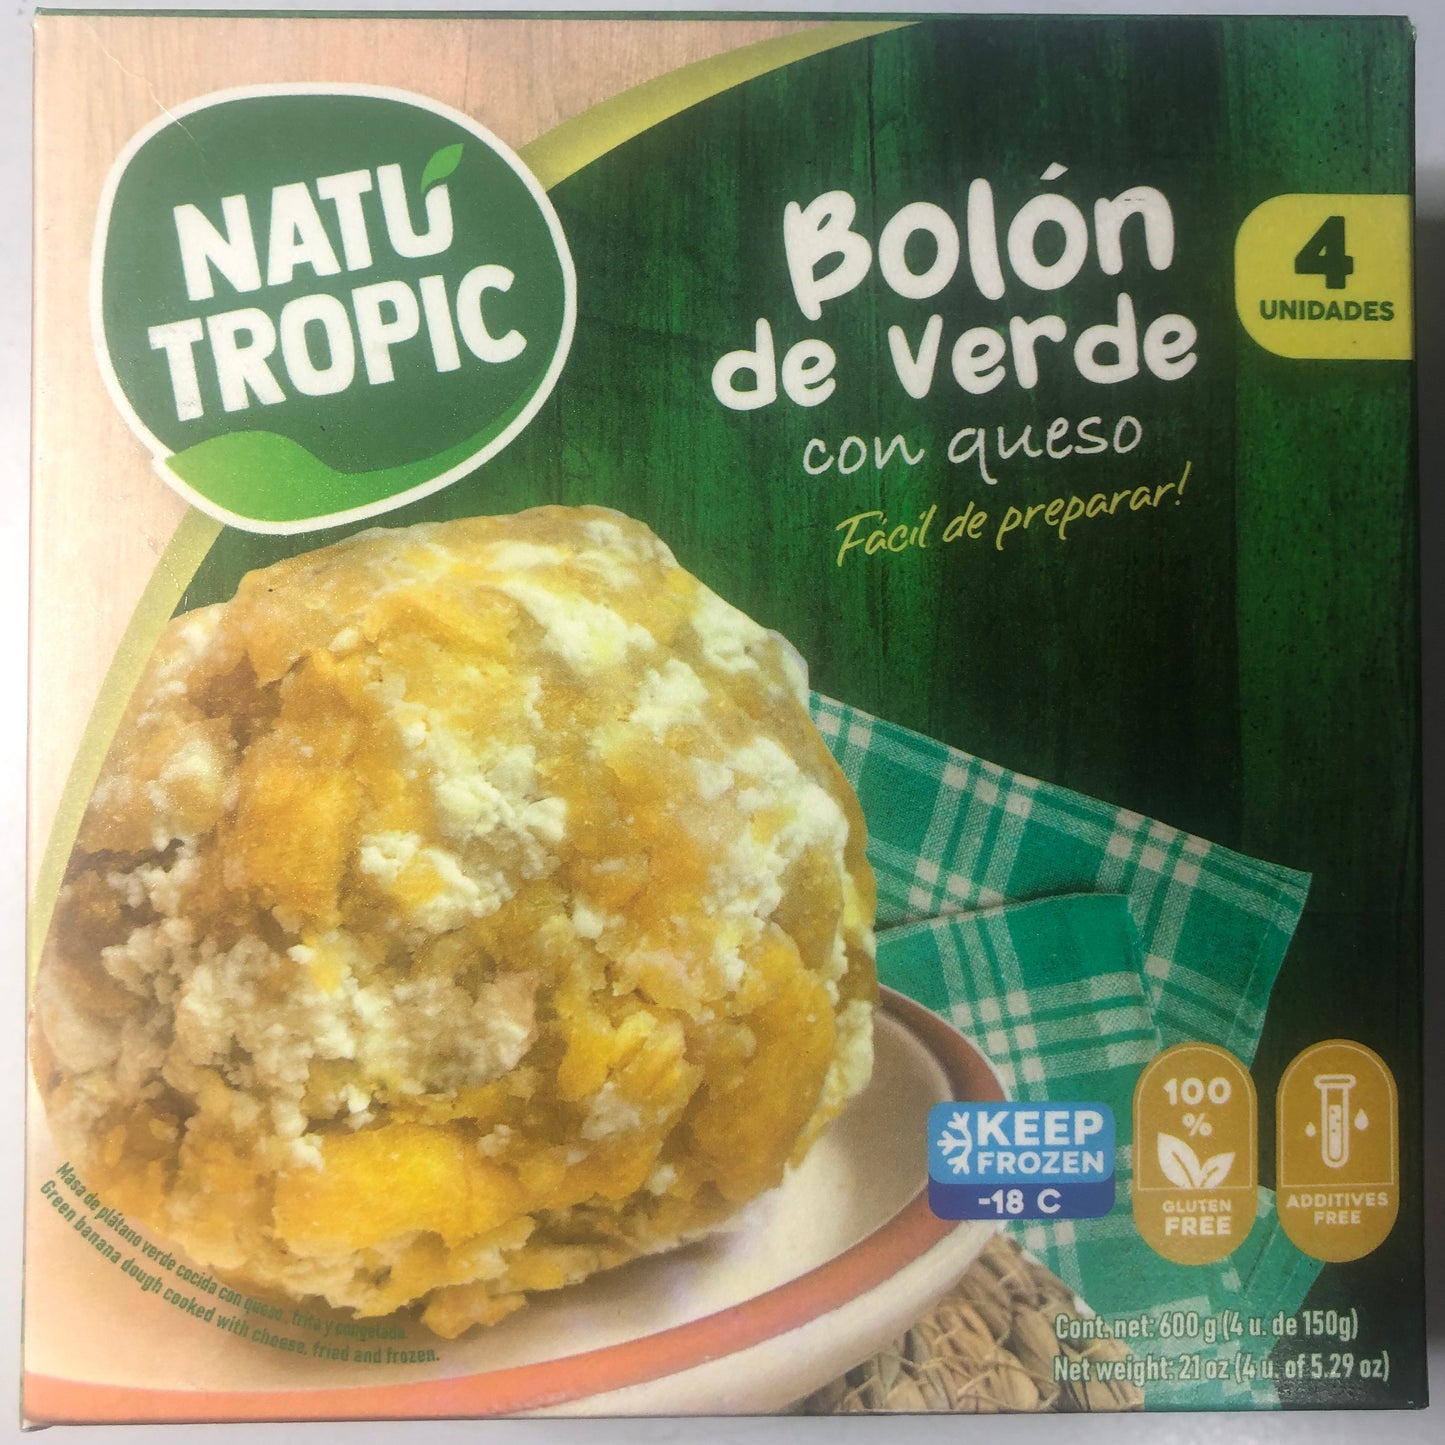 NATÚ
TROPIC
Bolón
de verde
con queso
Fácil de preparar!
4
UNIDADES
KEEP
FROZEN
-18 C
100
%
GLUTEN
FREE
ADDITIVES
FREE
Masa de plátano verde cocida con queso, frita y congelada.
Green banana dough cooked with cheese, fried and frozen.
Cont. net: 600 g (4 u. de 150g)
Net weight: 21 oz (4 u. of 5.29 oz)